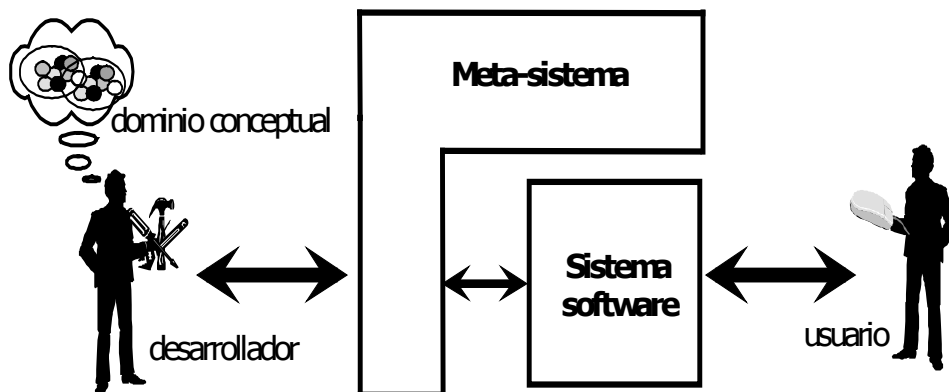 Meta-sistema
dominio conceptual
Sistema
software
desarrollador
usuario